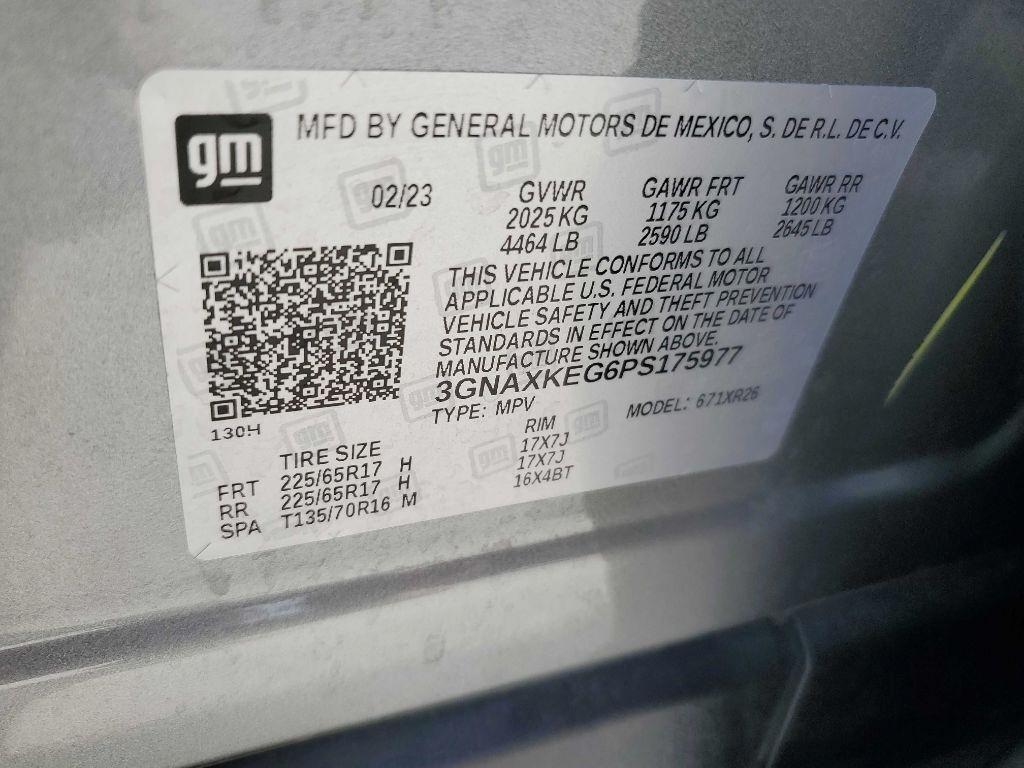 gm
MFD BY GENERAL MOTORS DE MEXICO, S. DE R.L. DE C.V.
02/23 GVWR GAWR FRT GAWR RR
2025 KG 1175 KG 1200 KG
4464 LB 2590 LB 2645 LB
THIS VEHICLE CONFORMS TO ALL
APPLICABLE U.S. FEDERAL MOTOR
VEHICLE SAFETY AND THEFT PREVENTION
STANDARDS IN EFFECT ON THE DATE OF
MANUFACTURE SHOWN ABOVE.
3GNAXKEG6PS175977
TYPE: MPV MODEL: 671XR26
130H
TIRE SIZE RIM
FRT 225/65R17 H 17X7J
RR 225/65R17 H 17X7J
SPA T135/70R16 M 16X4BT